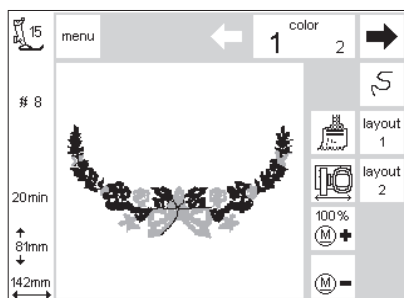 15
menu
color
1
2
# 8
layout
1
layout
2
20min
100%
M +
81mm
M -
142mm